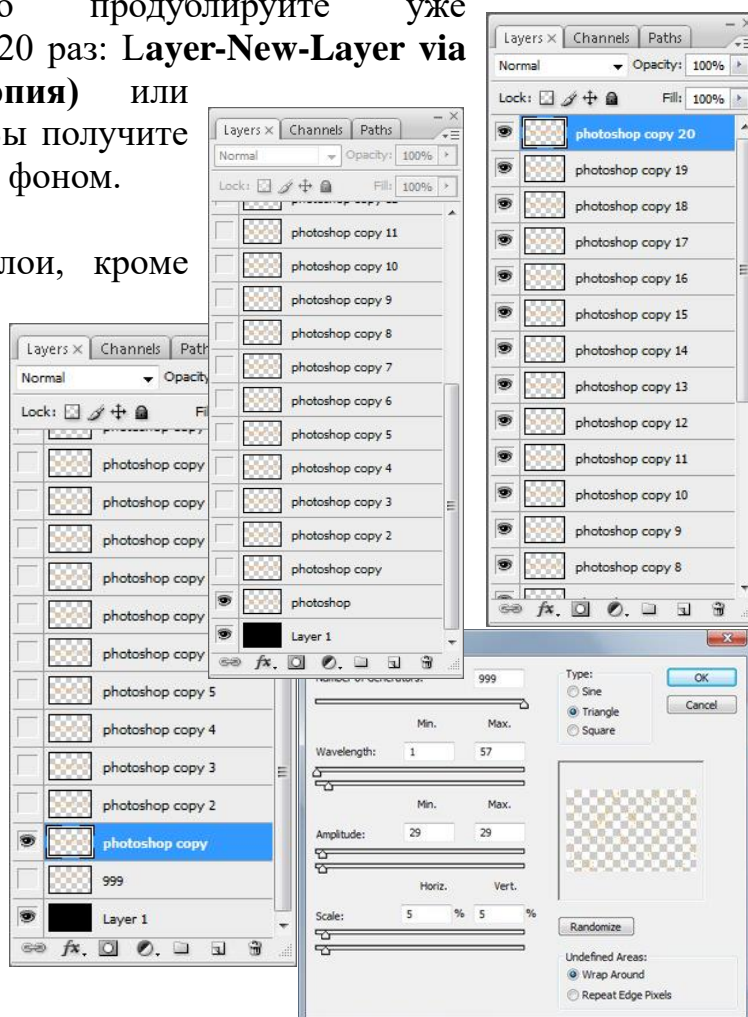 продублируйте уже
20 раз: Layer-New-Layer via
или
ы получите
фоном.
лои, кроме
Layers × Channels Paths
Normal Opacity: 100%
Lock: Fill: 100%
photoshop copy 20
photoshop copy 19
photoshop copy 18
photoshop copy 17
photoshop copy 16
photoshop copy 15
photoshop copy 14
photoshop copy 13
photoshop copy 12
photoshop copy 11
photoshop copy 10
photoshop copy 9
photoshop copy 8
fx.
Layers × Channels Paths
Normal Opacity: 100%
Lock: Fill: 100%
photoshop copy 11
photoshop copy 10
photoshop copy 9
photoshop copy 8
photoshop copy 7
photoshop copy 6
photoshop copy 5
photoshop copy 4
photoshop copy 3
photoshop copy 2
photoshop copy
photoshop
Layer 1
fx.
Layers × Channels Path
Normal Opacity
Lock: Fi
photoshop copy
photoshop copy
photoshop copy
photoshop copy
photoshop copy
photoshop copy
photoshop copy 5
photoshop copy 4
photoshop copy 3
photoshop copy 2
photoshop copy
999
Layer 1
fx.
999
Min. Max.
Wavelength: 1 57
Min. Max.
Amplitude: 29 29
Horiz. Vert.
Scale: 5 % 5 %
Type:
Sine
Triangle
Square
OK
Cancel
Randomize
Undefined Areas:
Wrap Around
Repeat Edge Pixels